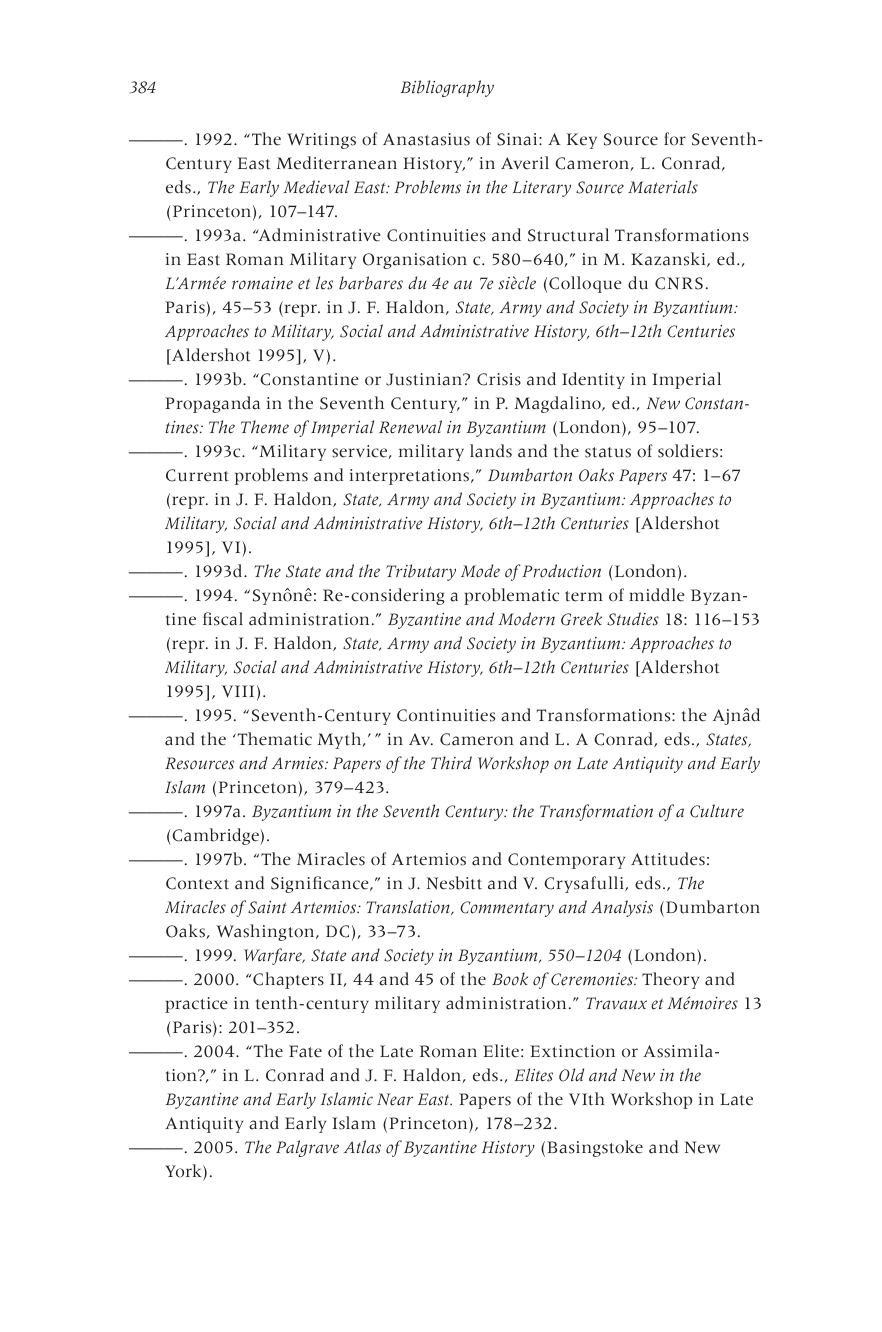 384 Bibliography
———. 1992. “The Writings of Anastasius of Sinai: A Key Source for Seventh-
Century East Mediterranean History,” in Averil Cameron, L. Conrad,
eds., The Early Medieval East: Problems in the Literary Source Materials
(Princeton), 107–147.
———. 1993a. “Administrative Continuities and Structural Transformations
in East Roman Military Organisation c. 580–640,” in M. Kazanski, ed.,
L’Armée romaine et les barbares du 4e au 7e siècle (Colloque du CNRS.
Paris), 45–53 (repr. in J. F. Haldon, State, Army and Society in Byzantium:
Approaches to Military, Social and Administrative History, 6th–12th Centuries
[Aldershot 1995], V).
———. 1993b. “Constantine or Justinian? Crisis and Identity in Imperial
Propaganda in the Seventh Century,” in P. Magdalino, ed., New Constan-
tines: The Theme of Imperial Renewal in Byzantium (London), 95–107.
———. 1993c. “Military service, military lands and the status of soldiers:
Current problems and interpretations,” Dumbarton Oaks Papers 47: 1–67
(repr. in J. F. Haldon, State, Army and Society in Byzantium: Approaches to
Military, Social and Administrative History, 6th–12th Centuries [Aldershot
1995], VI).
———. 1993d. The State and the Tributary Mode of Production (London).
———. 1994. “Synônê: Re-considering a problematic term of middle Byzan-
tine fiscal administration.” Byzantine and Modern Greek Studies 18: 116–153
(repr. in J. F. Haldon, State, Army and Society in Byzantium: Approaches to
Military, Social and Administrative History, 6th–12th Centuries [Aldershot
1995], VIII).
———. 1995. “Seventh-Century Continuities and Transformations: the Ajnâd
and the ‘Thematic Myth,’” in Av. Cameron and L. A Conrad, eds., States,
Resources and Armies: Papers of the Third Workshop on Late Antiquity and Early
Islam (Princeton), 379–423.
———. 1997a. Byzantium in the Seventh Century: the Transformation of a Culture
(Cambridge).
———. 1997b. “The Miracles of Artemios and Contemporary Attitudes:
Context and Significance,” in J. Nesbitt and V. Crysafulli, eds., The
Miracles of Saint Artemios: Translation, Commentary and Analysis (Dumbarton
Oaks, Washington, DC), 33–73.
———. 1999. Warfare, State and Society in Byzantium, 550–1204 (London).
———. 2000. “Chapters II, 44 and 45 of the Book of Ceremonies: Theory and
practice in tenth-century military administration.” Travaux et Mémoires 13
(Paris): 201–352.
———. 2004. “The Fate of the Late Roman Elite: Extinction or Assimila-
tion?,” in L. Conrad and J. F. Haldon, eds., Elites Old and New in the
Byzantine and Early Islamic Near East. Papers of the VIth Workshop in Late
Antiquity and Early Islam (Princeton), 178–232.
———. 2005. The Palgrave Atlas of Byzantine History (Basingstoke and New
York).